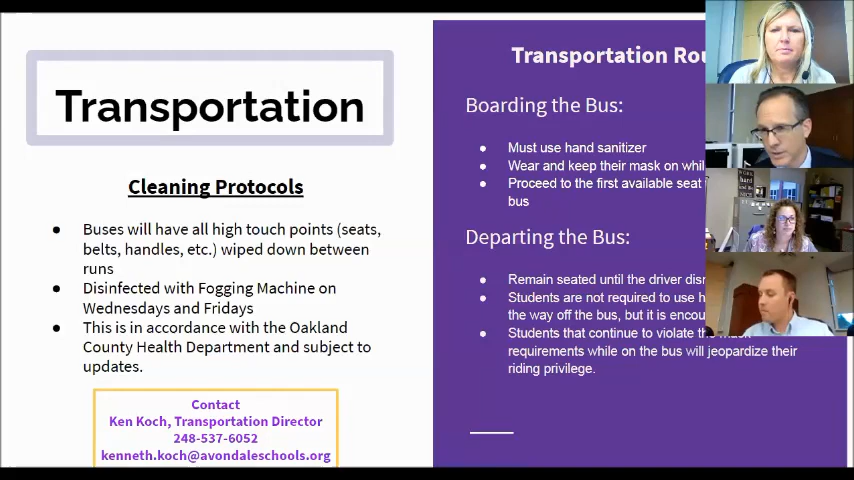 Transportation
Cleaning Protocols
● Buses will have all high touch points (seats,
belts, handles, etc.) wiped down between
runs
● Disinfected with Fogging Machine on
Wednesdays and Fridays
● This is in accordance with the Oakland
County Health Department and subject to
updates.
Contact
Ken Koch, Transportation Director
248-537-6052
kenneth.koch@avondaleschools.org
Transportation
Boarding the Bus:
● Must use hand sanitizer
● Wear and keep their mask on
● Proceed to the first available seat
bus
Departing the Bus:
● Remain seated until the driver
● Students are not required to use
the way off the bus, but it is
● Students that continue to violate the
requirements while on the bus will jeopardize their
riding privilege.